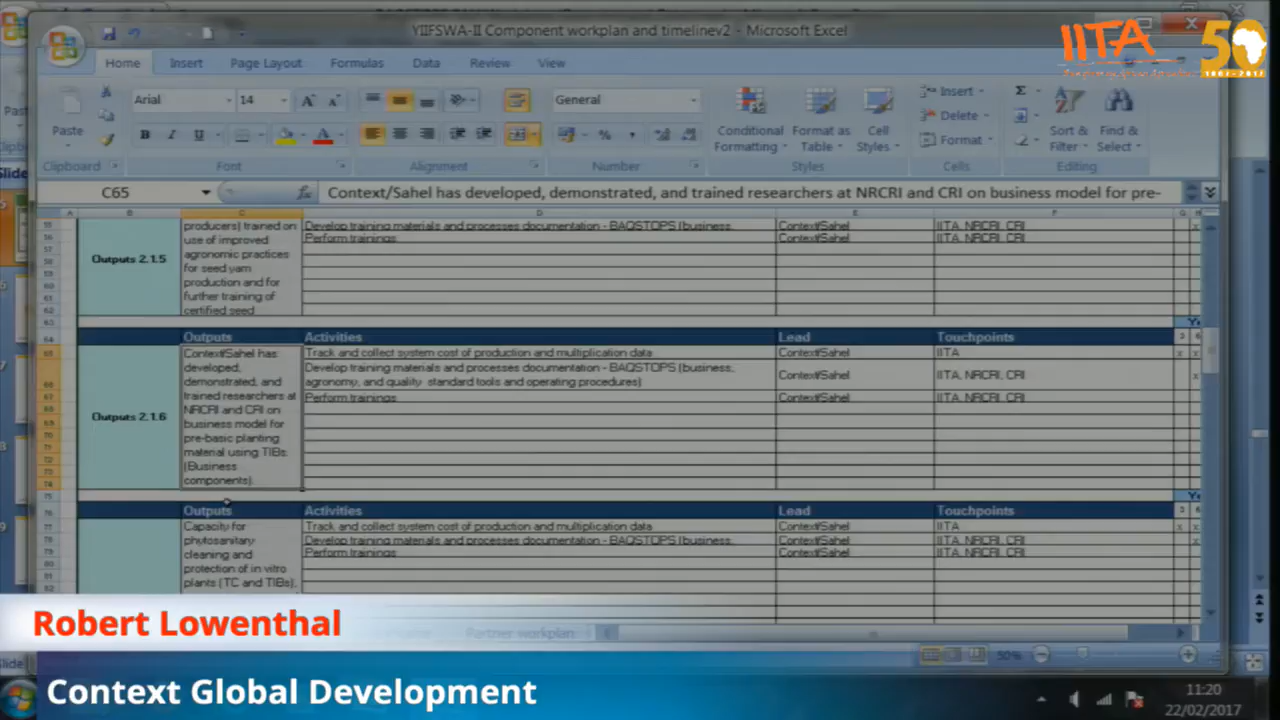 YIIFSWA-II Component workplan and timelinev2 - Microsoft Excel
IITA 50
1967-2017
Home Insert Page Layout Formulas Data Review View
Paste
Arial 14
General
B I U
Conditional Formatting
Format as Table
Cell Styles
Insert
Delete
Format
Sort & Filter
Find & Select
Clipboard Font Alignment Number Styles Cells Editing
C65 fx Context/Sahel has developed, demonstrated, and trained researchers at NRCRI and CRI on business model for pre-
Outputs 2.1.5
producers) trained on
use of improved
agronomic practices
for seed yam
production and for
further training of
certified seed
Develop training materials and processes documentation - BAQSTOPS (business, Context/Sahel IITA, NRCRI, CRI
Perform trainings Context/Sahel IITA, NRCRI, CRI
Outputs Activities Lead Touchpoints
Outputs 2.1.6
Context/Sahel has
developed,
demonstrated, and
trained researchers at
NRCRI and CRI on
business model for
pre-basic planting
material using TIBs.
(Business
components).
Track and collect system cost of production and multiplication data Context/Sahel IITA
Develop training materials and processes documentation - BAQSTOPS (business,
agronomy, and quality standard tools and operating procedures) Context/Sahel IITA, NRCRI, CRI
Perform trainings Context/Sahel IITA, NRCRI, CRI
Outputs Activities Lead Touchpoints
Capacity for
phytosanitary
cleaning and
protection of in vitro
plants (TC and TIBs),
Track and collect system cost of production and multiplication data Context/Sahel IITA
Develop training materials and processes documentation - BAQSTOPS (business, Context/Sahel IITA, NRCRI, CRI
Perform trainings Context/Sahel IITA, NRCRI, CRI
Partner workplan
50%
Robert Lowenthal
Context Global Development
11:20
22/02/2017